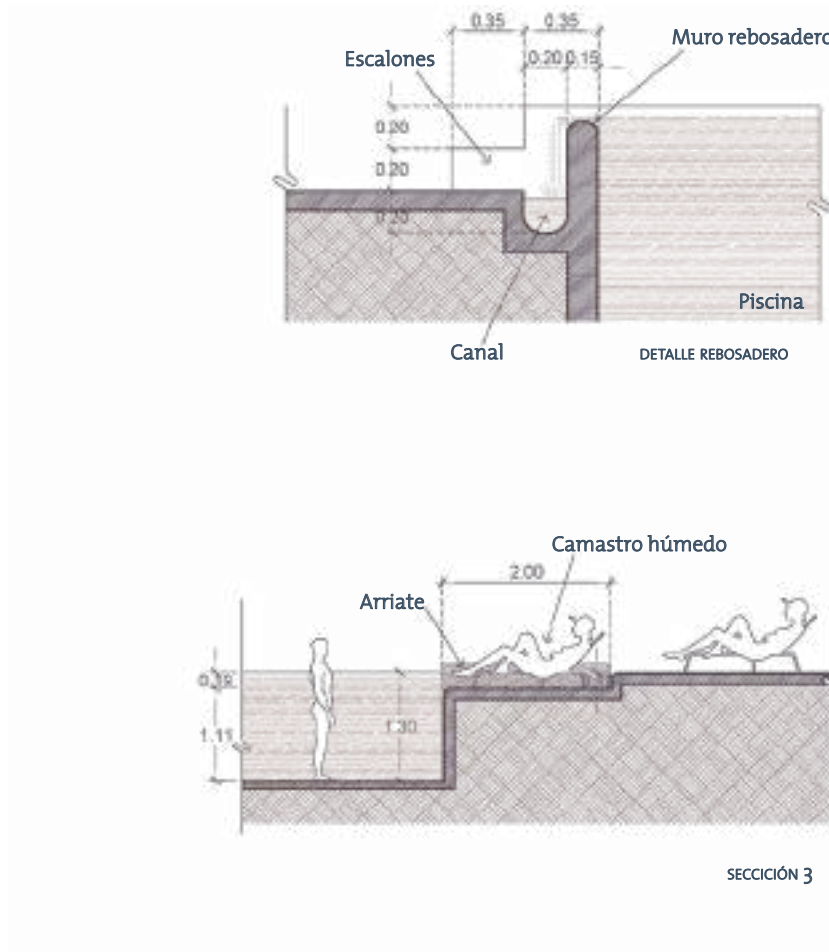 0.35 0.35
Muro rebosadero
Escalones
0.20 0.15
0.20
0.20
0.20
Piscina
Canal
DETALLE REBOSADERO
Camastro húmedo
2.00
Arriate
1.11
1.30
SECCICIÓN 3